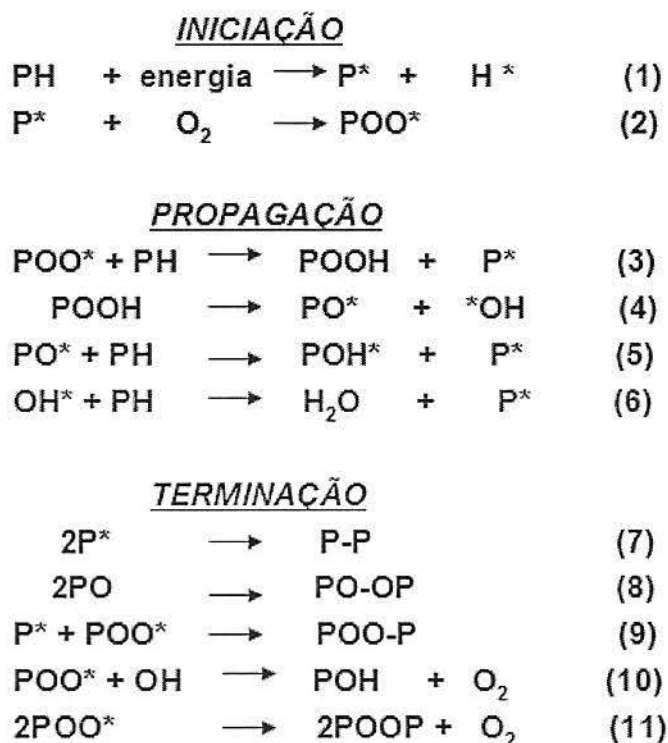 INICIAÇÃO
PH + energia → P* + H * (1)
P* + O₂ → POO* (2)
PROPAGAÇÃO
POO* + PH → POOH + P* (3)
POOH → PO* + *OH (4)
PO* + PH → POH* + P* (5)
OH* + PH → H₂O + P* (6)
TERMINAÇÃO
2P* → P-P (7)
2PO → PO-OP (8)
P* + POO* → POO-P (9)
POO* + OH → POH + O₂ (10)
2POO* → 2POOP + O₂ (11)